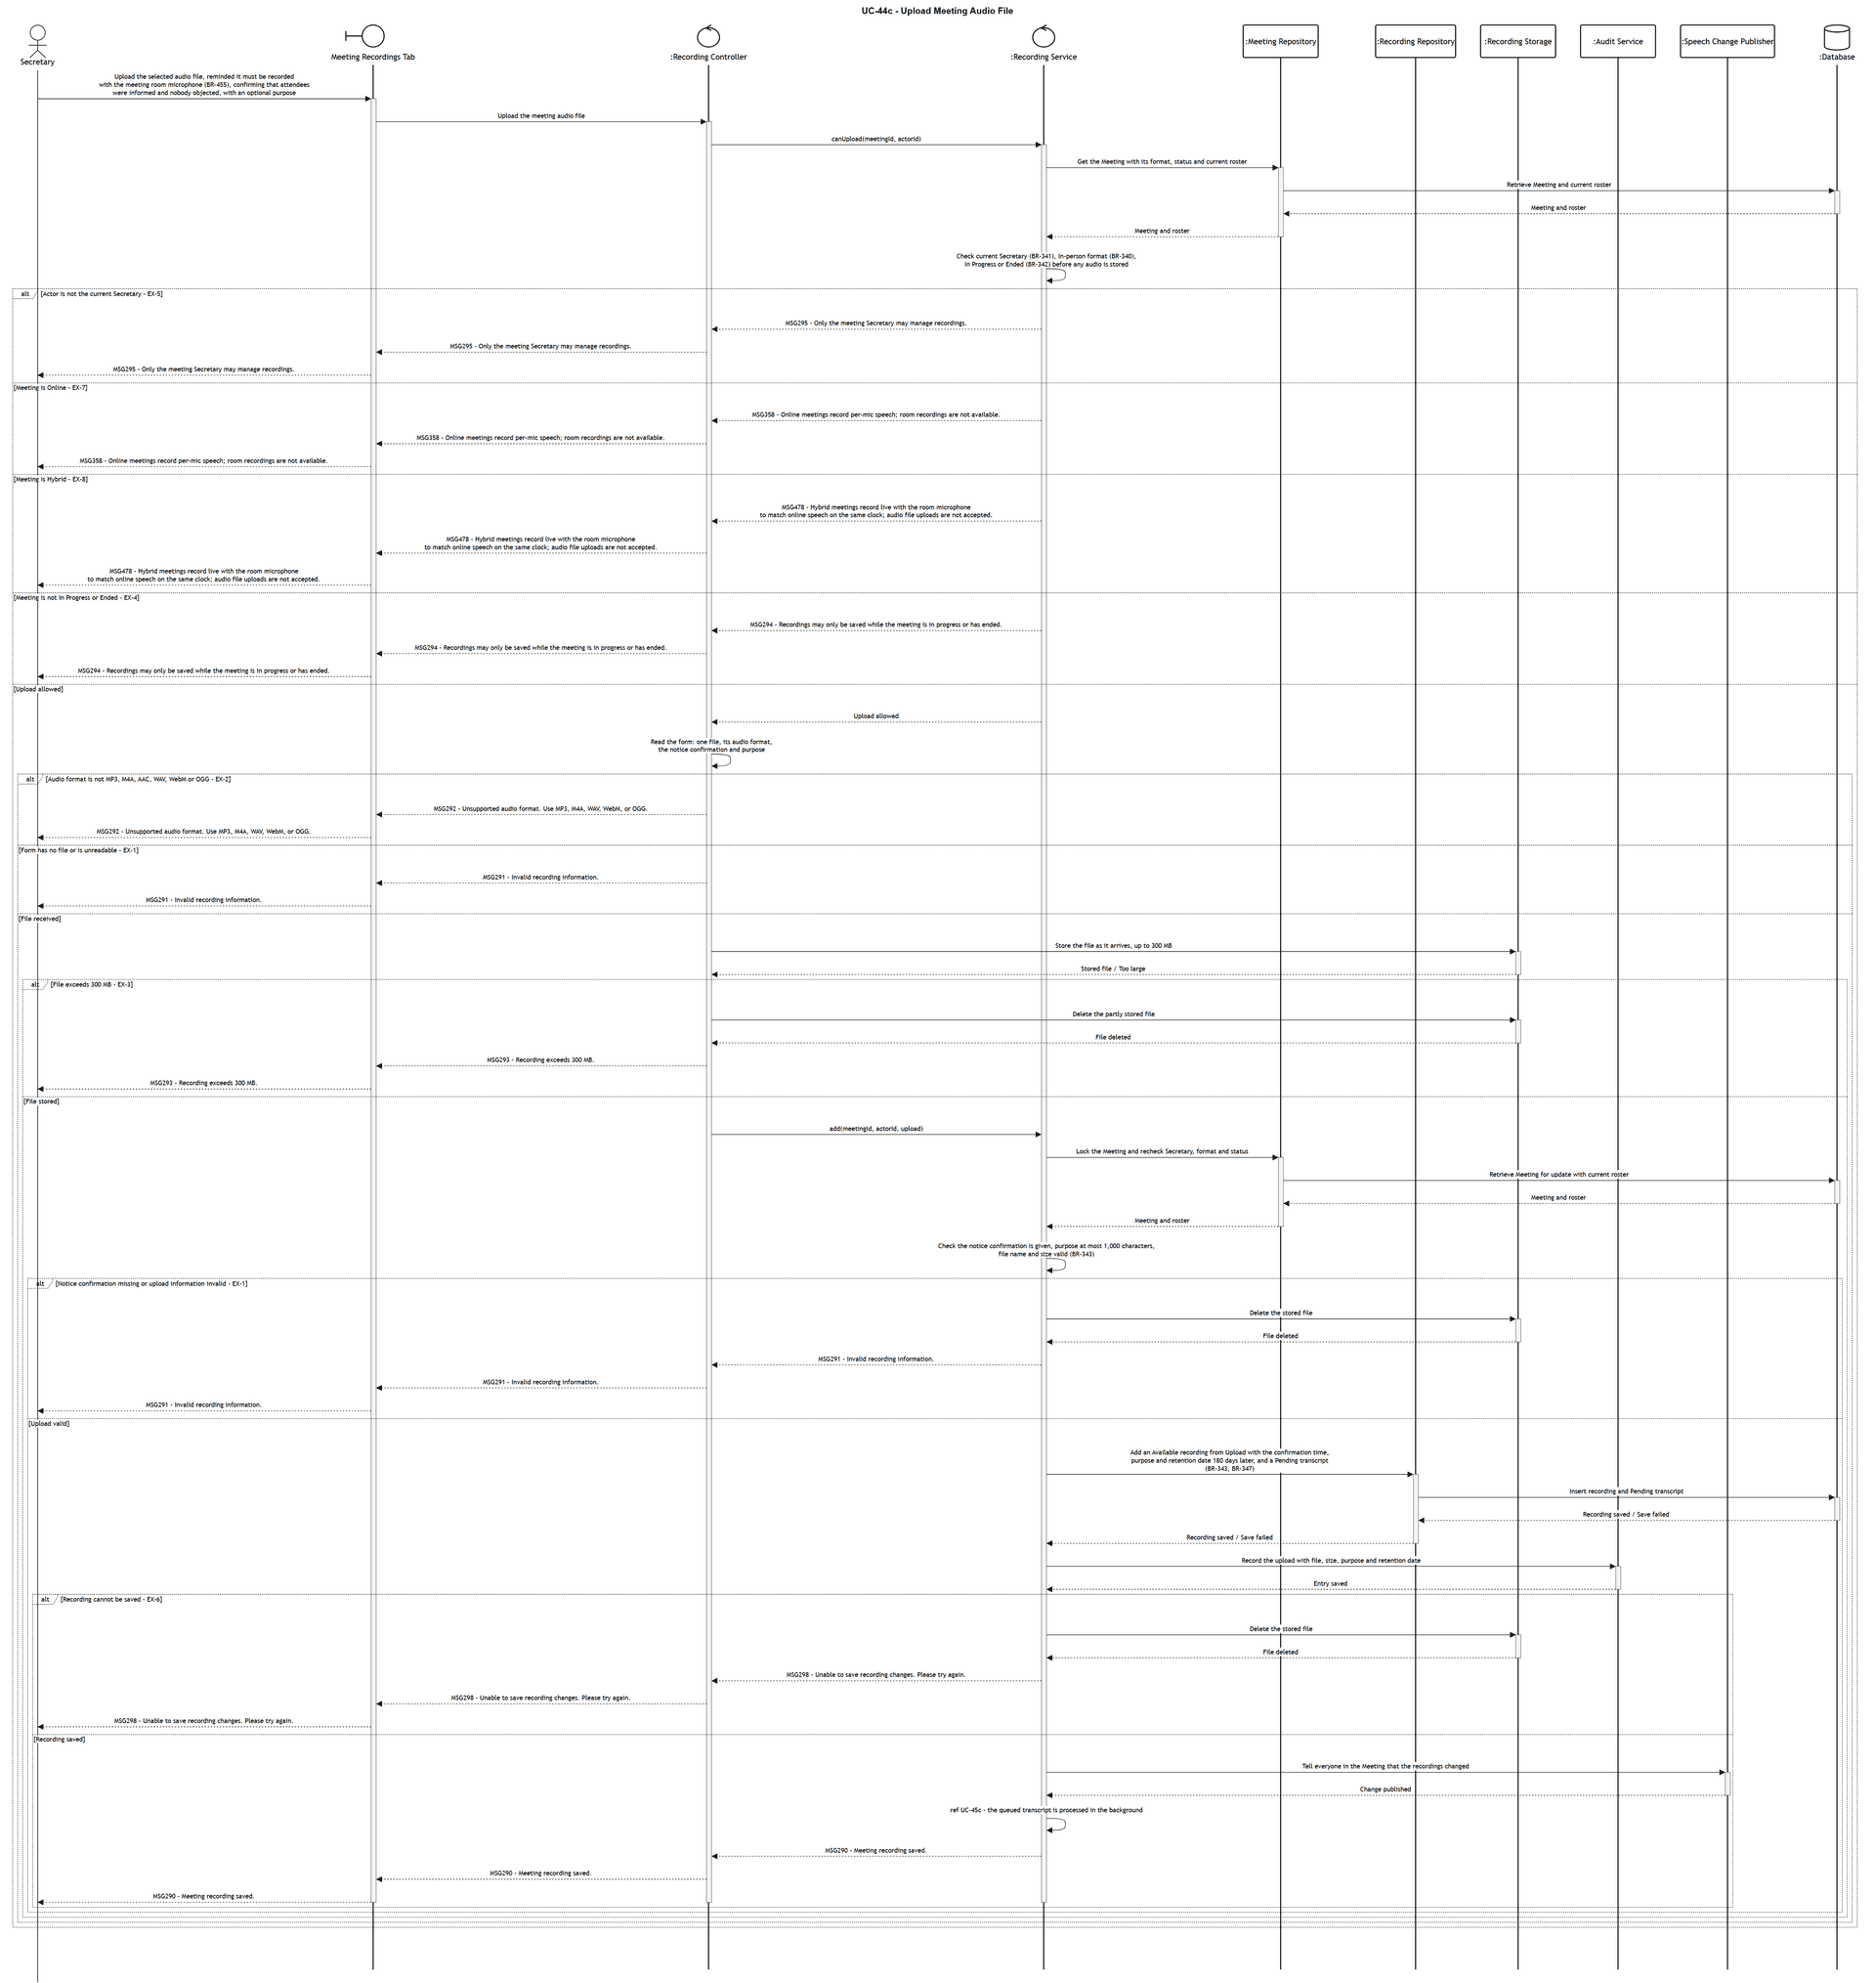 UC-44c - Upload Meeting Audio File
Secretary
Meeting Recordings Tab
:Recording Controller
:Recording Service
:Meeting Repository
:Recording Repository
:Recording Storage
:Audit Service
:Speech Change Publisher
:Database
Upload the selected audio file, reminded it must be recorded
with the meeting room microphone (BR-455), confirming that attendees
were informed and nobody objected, with an optional purpose
Upload the meeting audio file
canUpload(meetingId, actorId)
Get the Meeting with its format, status and current roster
Retrieve Meeting and current roster
Meeting and roster
Meeting and roster
Check current Secretary (BR-341), In-person format (BR-340),
In Progress or Ended (BR-342) before any audio is stored
alt [Actor is not the current Secretary - EX-5]
MSG295 - Only the meeting Secretary may manage recordings.
MSG295 - Only the meeting Secretary may manage recordings.
MSG295 - Only the meeting Secretary may manage recordings.
[Meeting is Online - EX-7]
MSG358 - Online meetings record per-mic speech; room recordings are not available.
MSG358 - Online meetings record per-mic speech; room recordings are not available.
MSG358 - Online meetings record per-mic speech; room recordings are not available.
[Meeting is Hybrid - EX-8]
MSG478 - Hybrid meetings record live with the room microphone
to match online speech on the same clock; audio file uploads are not accepted.
MSG478 - Hybrid meetings record live with the room microphone
to match online speech on the same clock; audio file uploads are not accepted.
MSG478 - Hybrid meetings record live with the room microphone
to match online speech on the same clock; audio file uploads are not accepted.
[Meeting is not In Progress or Ended - EX-4]
MSG294 - Recordings may only be saved while the meeting is in progress or has ended.
MSG294 - Recordings may only be saved while the meeting is in progress or has ended.
MSG294 - Recordings may only be saved while the meeting is in progress or has ended.
[Upload allowed]
Upload allowed
Read the form: one file, its audio format,
the notice confirmation and purpose
alt [Audio format is not MP3, M4A, AAC, WAV, WebM or OGG - EX-2]
MSG292 - Unsupported audio format. Use MP3, M4A, WAV, WebM, or OGG.
MSG292 - Unsupported audio format. Use MP3, M4A, WAV, WebM, or OGG.
[Form has no file or is unreadable - EX-1]
MSG291 - Invalid recording information.
MSG291 - Invalid recording information.
[File received]
Store the file as it arrives, up to 300 MB
Stored file / Too large
alt [File exceeds 300 MB - EX-3]
Delete the partly stored file
File deleted
MSG293 - Recording exceeds 300 MB.
MSG293 - Recording exceeds 300 MB.
[File stored]
add(meetingId, actorId, upload)
Lock the Meeting and recheck Secretary, format and status
Retrieve Meeting for update with current roster
Meeting and roster
Meeting and roster
Check the notice confirmation is given, purpose at most 1,000 characters,
file name and size valid (BR-343)
alt [Notice confirmation missing or upload information invalid - EX-1]
Delete the stored file
File deleted
MSG291 - Invalid recording information.
MSG291 - Invalid recording information.
MSG291 - Invalid recording information.
[Upload valid]
Add an Available recording from Upload with the confirmation time,
purpose and retention date 180 days later, and a Pending transcript
(BR-343, BR-347)
Insert recording and Pending transcript
Recording saved / Save failed
Recording saved / Save failed
Record the upload with file, size, purpose and retention date
Entry saved
alt [Recording cannot be saved - EX-6]
Delete the stored file
File deleted
MSG298 - Unable to save recording changes. Please try again.
MSG298 - Unable to save recording changes. Please try again.
MSG298 - Unable to save recording changes. Please try again.
[Recording saved]
Tell everyone in the Meeting that the recordings changed
Change published
ref UC-45c - the queued transcript is processed in the background
MSG290 - Meeting recording saved.
MSG290 - Meeting recording saved.
MSG290 - Meeting recording saved.